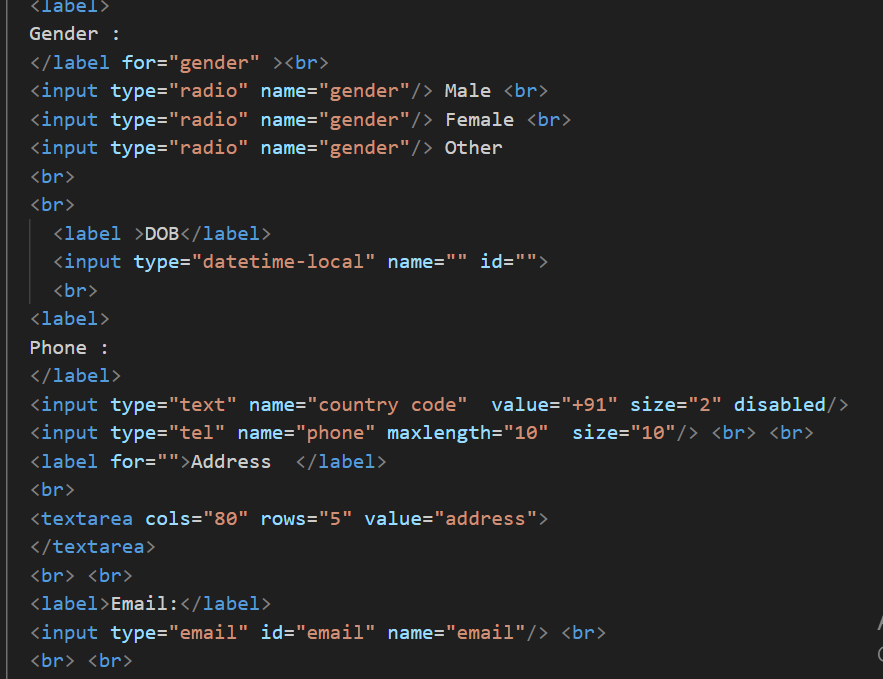 <label>
Gender :
</label for="gender" ><br>
<input type="radio" name="gender"/> Male <br>
<input type="radio" name="gender"/> Female <br>
<input type="radio" name="gender"/> Other
<br>
<br>
<label >DOB</label>
<input type="datetime-local" name="" id="">
<br>
<label>
Phone :
</label>
<input type="text" name="country code"  value="+91" size="2" disabled/>
<input type="tel" name="phone" maxlength="10"  size="10"/> <br> <br>
<label for="">Address  </label>
<br>
<textarea cols="80" rows="5" value="address">
</textarea>
<br> <br>
<label>Email:</label>
<input type="email" id="email" name="email"/> <br>
<br> <br>